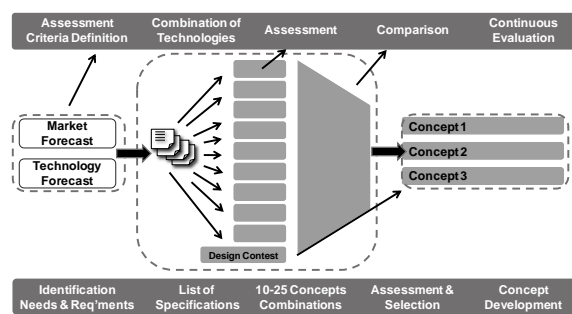 Assessment
Criteria Definition
Combination of
Technologies
Assessment
Comparison
Continuous
Evaluation
Market
Forecast
Technology
Forecast
Design Contest
Concept 1
Concept 2
Concept 3
Identification
Needs & Req'ments
List of
Specifications
10-25 Concepts
Combinations
Assessment &
Selection
Concept
Development